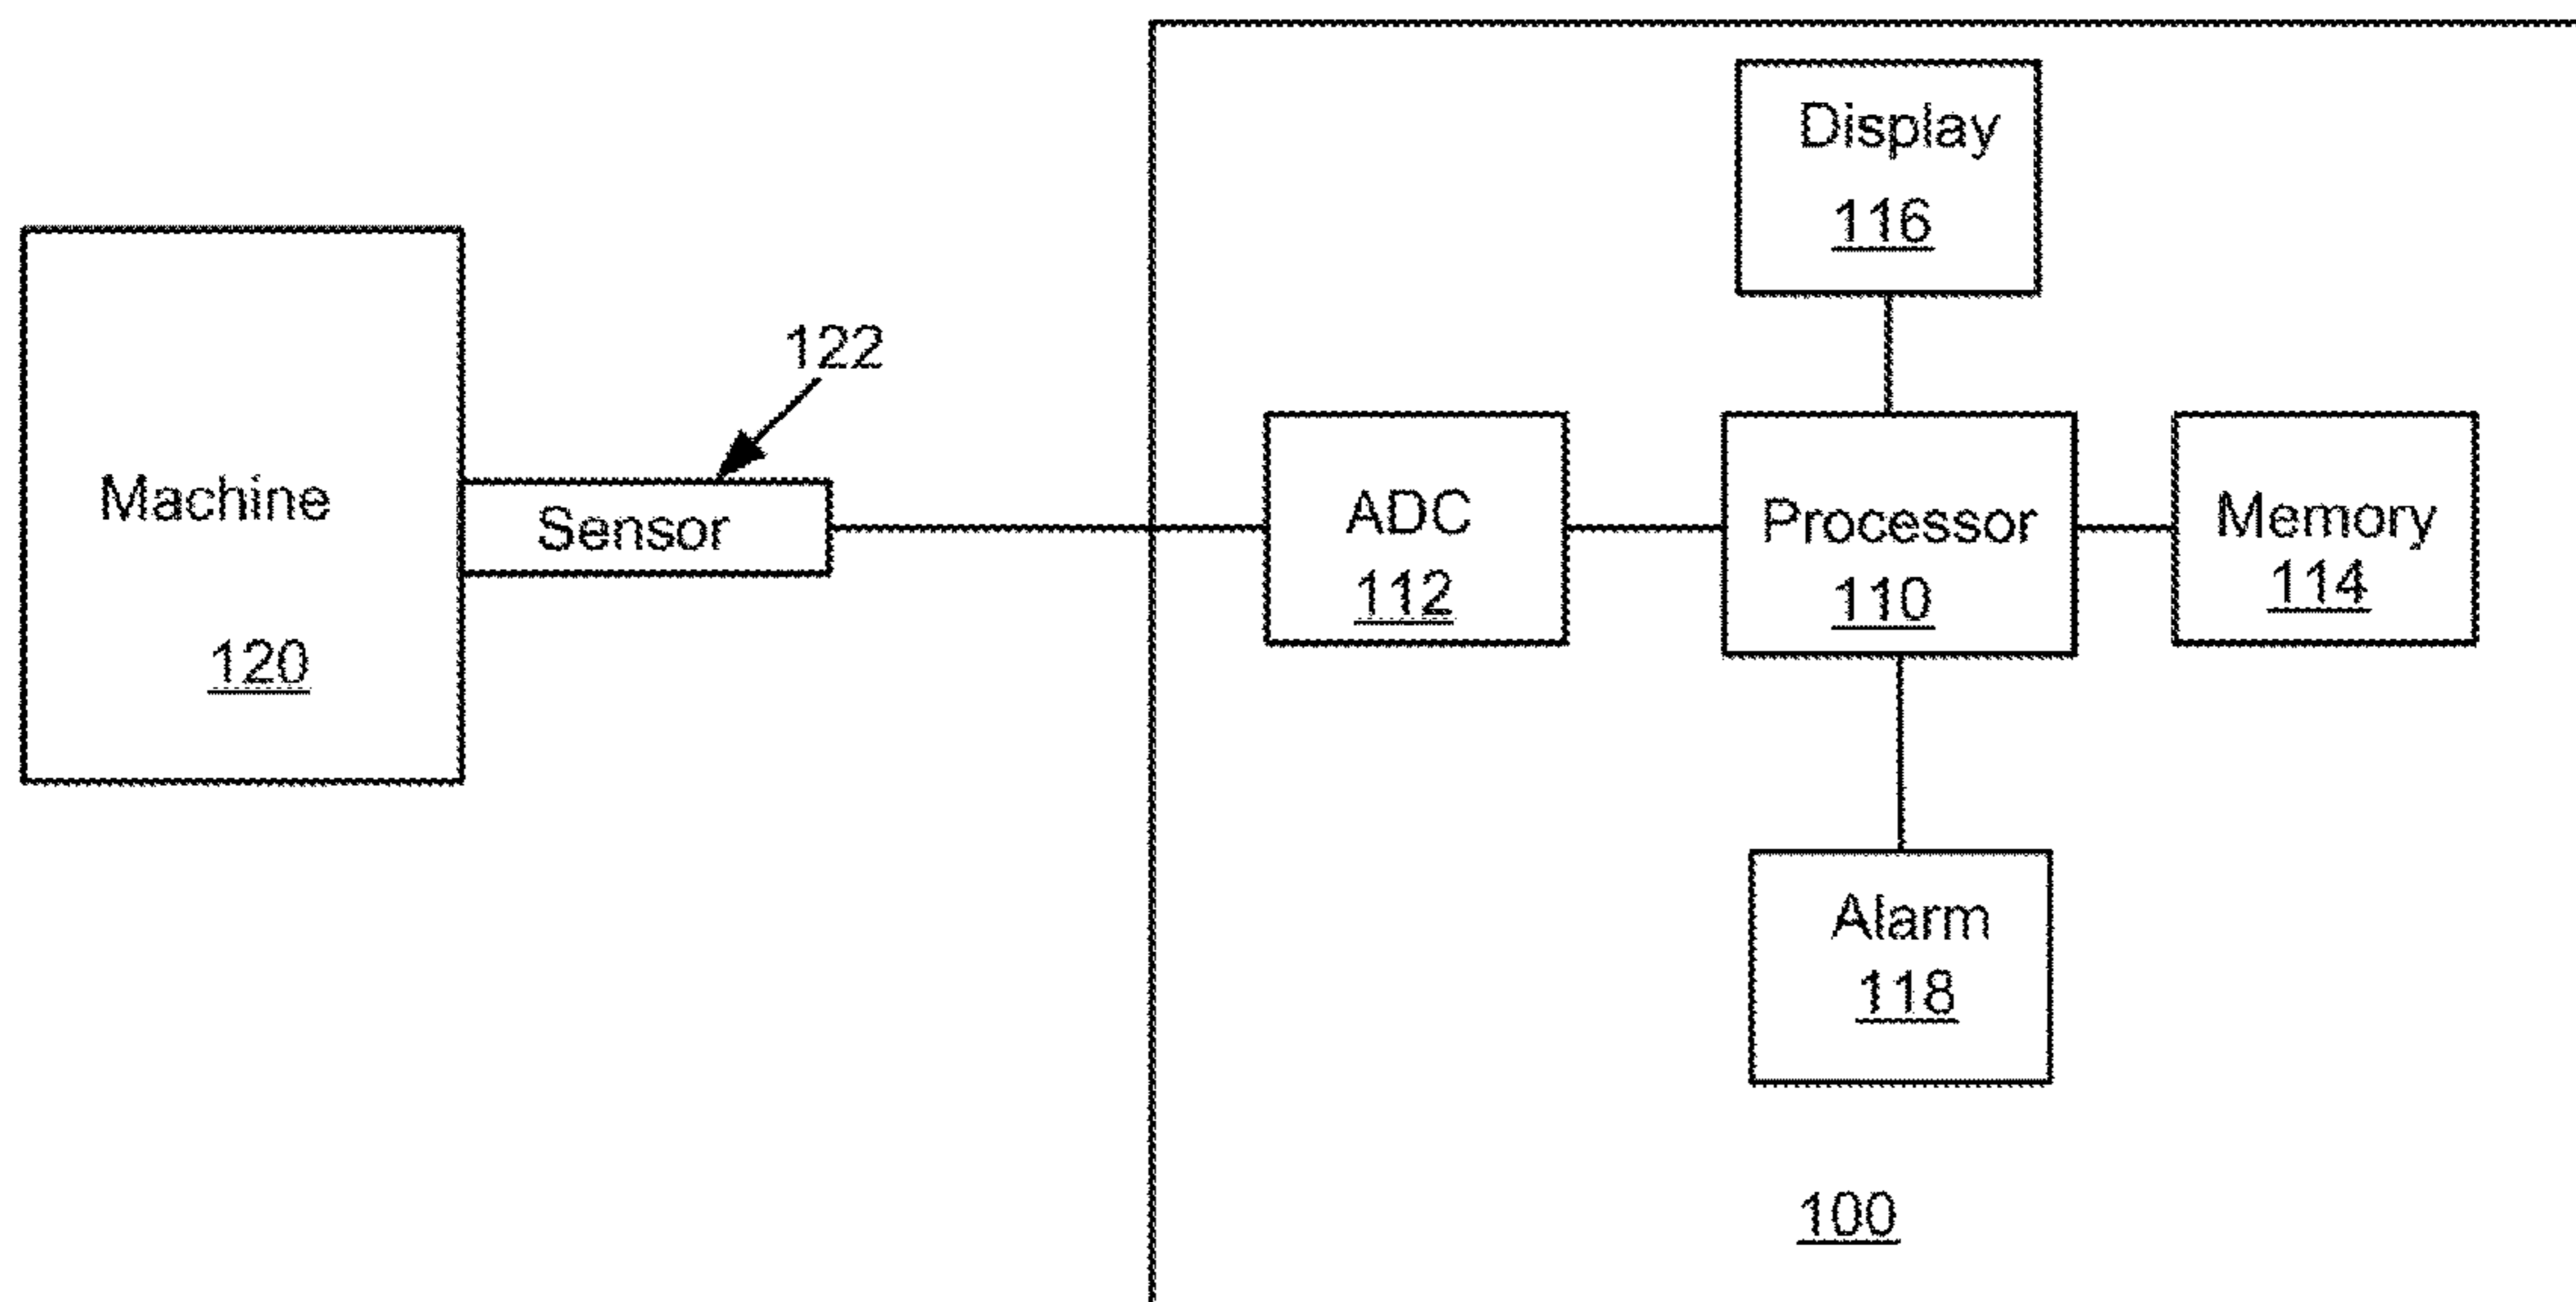 Display
116
122
Machine
120
Sensor
ADC
112
Processor
110
Memory
114
Alarm
118
100